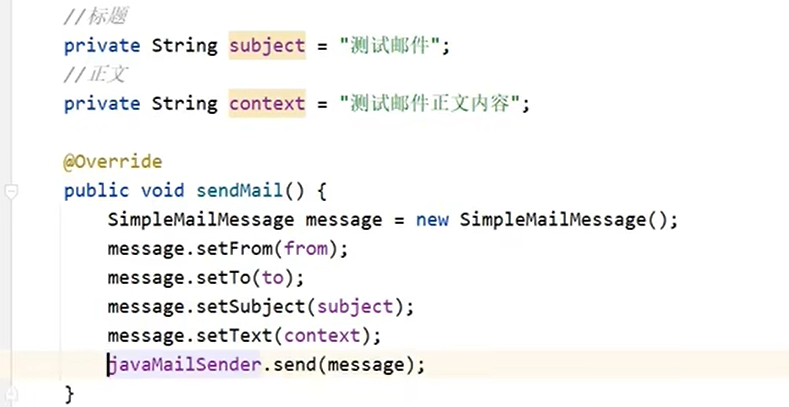 //标题
private String subject = "测试邮件";
//正文
private String context = "测试邮件正文内容";
@Override
public void sendMail() {
SimpleMailMessage message = new SimpleMailMessage();
message.setFrom(from);
message.setTo(to);
message.setSubject(subject);
message.setText(context);
javaMailSender.send(message);
}